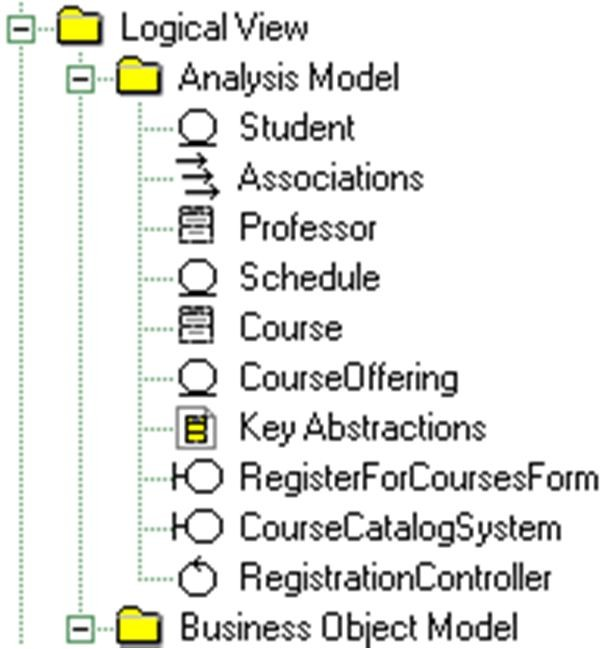 Logical View
Analysis Model
Student
Associations
Professor
Schedule
Course
CourseOffering
Key Abstractions
RegisterForCoursesForm
CourseCatalogSystem
RegistrationController
Business Object Model